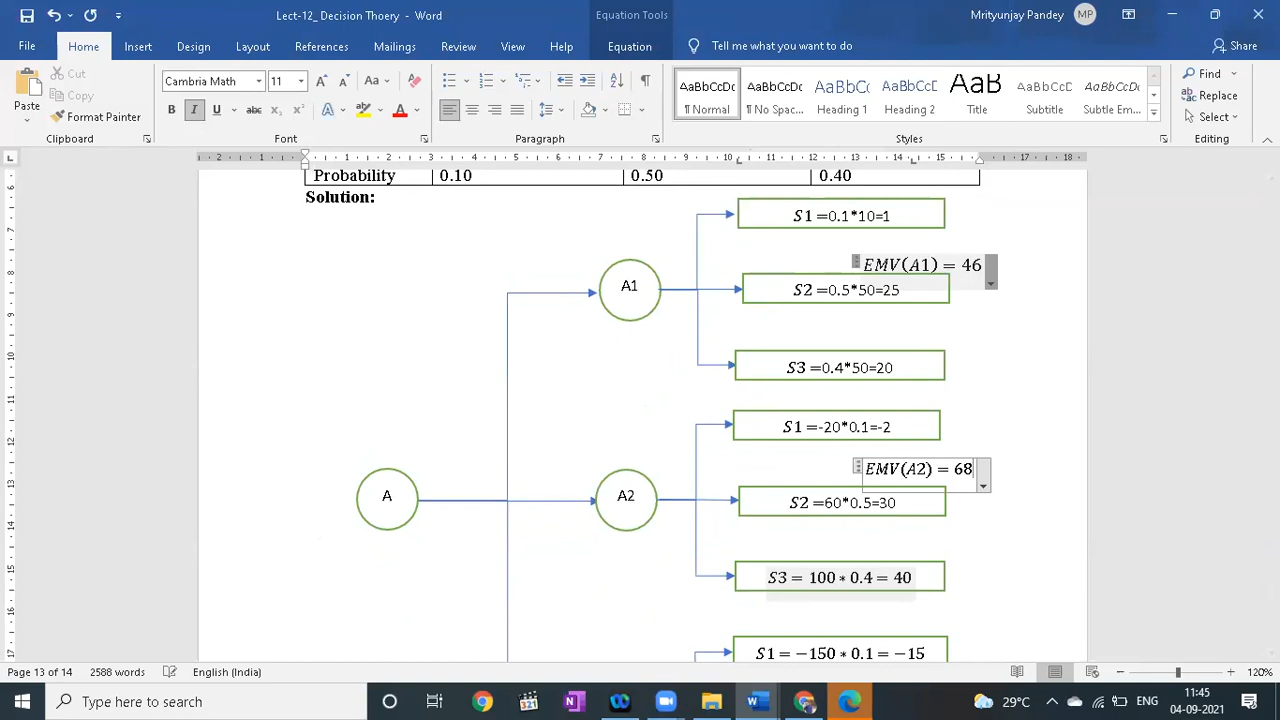 Lect-12_ Decision Thoery - Word
Equation Tools
Mrityunjay Pandey
MP
File
Home
Insert
Design
Layout
References
Mailings
Review
View
Help
Equation
Tell me what you want to do
Share
Paste
Cut
Copy
Format Painter
Clipboard
Cambria Math
11
Font
Paragraph
AaBbCcDc
¶ Normal
AaBbCcDc
¶ No Spac...
AaBbCc
Heading 1
AaBbCcC
Heading 2
AaB
Title
AaBbCcC
Subtitle
AaBbCcDc
Subtle Em...
Styles
Find
Replace
Select
Editing
Probability
0.10
0.50
0.40
Solution:
S1 =0.1*10=1
EMV(A1) = 46
A1
S2 =0.5*50=25
S3 =0.4*50=20
S1 =-20*0.1=-2
EMV(A2) = 68
A
A2
S2 =60*0.5=30
S3 = 100 * 0.4 = 40
S1 = −150 * 0.1 = −15
Page 13 of 14
2588 words
English (India)
120%
Type here to search
29°C
ENG
11:45
04-09-2021